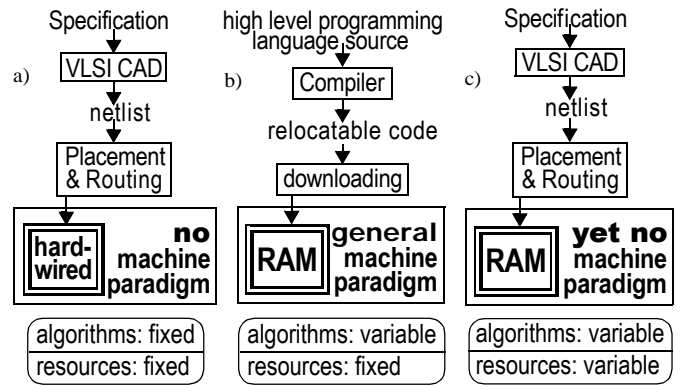 a)
Specification
VLSI CAD
netlist
Placement
& Routing
hard-
wired
no
machine
paradigm
algorithms: fixed
resources: fixed
b)
high level programming
language source
Compiler
relocatable code
downloading
RAM
general
machine
paradigm
algorithms: variable
resources: fixed
c)
Specification
VLSI CAD
netlist
Placement
& Routing
RAM
yet no
machine
paradigm
algorithms: variable
resources: variable